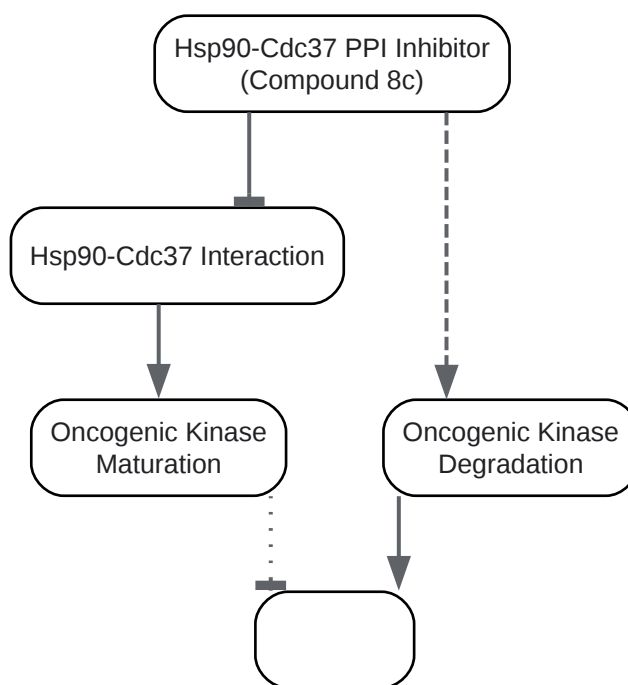 Hsp90-Cdc37 PPI Inhibitor
(Compound 8c)
Hsp90-Cdc37 Interaction
Oncogenic Kinase
Maturation
Oncogenic Kinase
Degradation